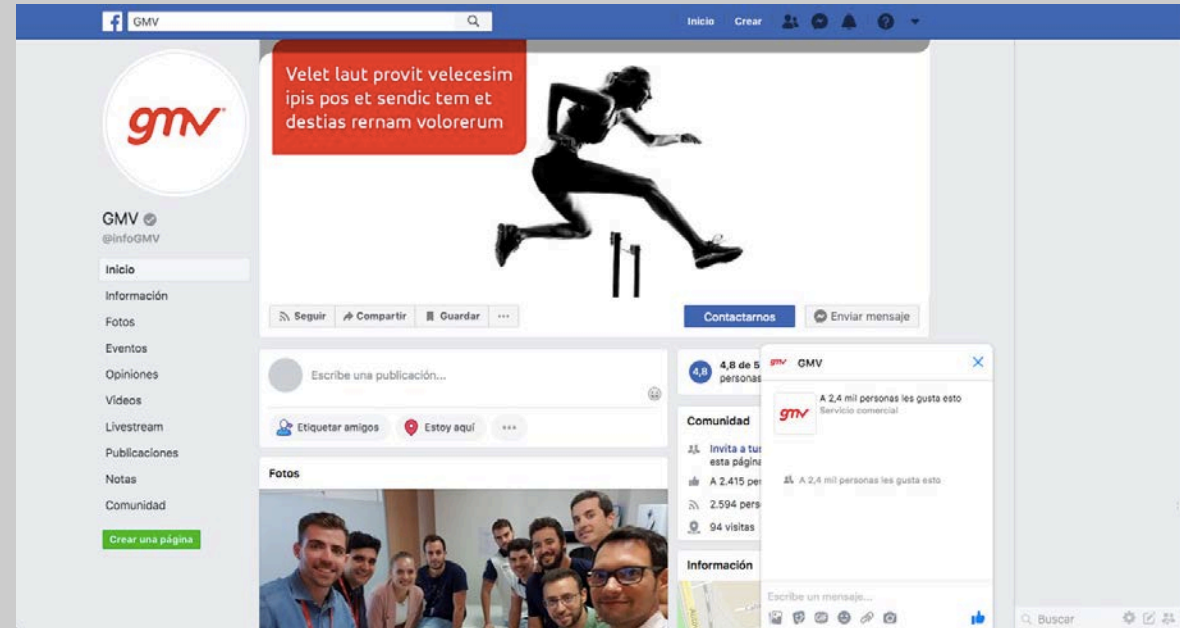 GMV
Inicio
Crear
Velet laut provit velecesim
ipis pos et sendic tem et
destias rernam volorerum
gmv
GMV
@infoGMV
Inicio
Información
Fotos
Eventos
Opiniones
Videos
Livestream
Publicaciones
Notas
Comunidad
Crear una página
Seguir
Compartir
Guardar
Contactarnos
Enviar mensaje
Escribe una publicación...
Etiquetar amigos
Estoy aquí
Fotos
4,8
4,8 de 5
personas
Comunidad
Invita a tus
esta página
A 2.415 per
2.594 perso
94 visitas
Información
gmv
GMV
gmv
A 2,4 mil personas les gusta esto
Servicio comercial
A 2,4 mil personas les gusta esto
Escribe un mensaje...
Buscar